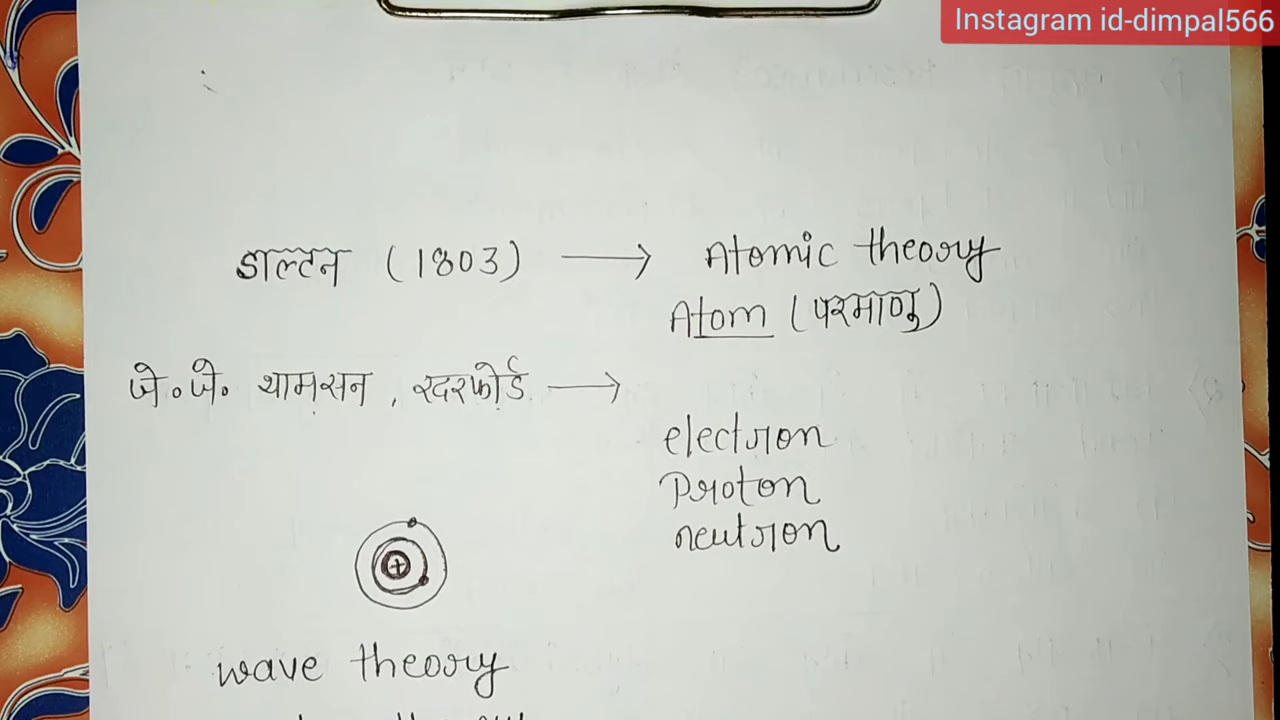 Instagram id-dimpal566
डाल्टन (1803) ⟶ Atomic theory
Atom (परमाणु)
जे॰जे॰ थामसन, रदरफोर्ड ⟶
electron
Proton
neutron
+
wave theory